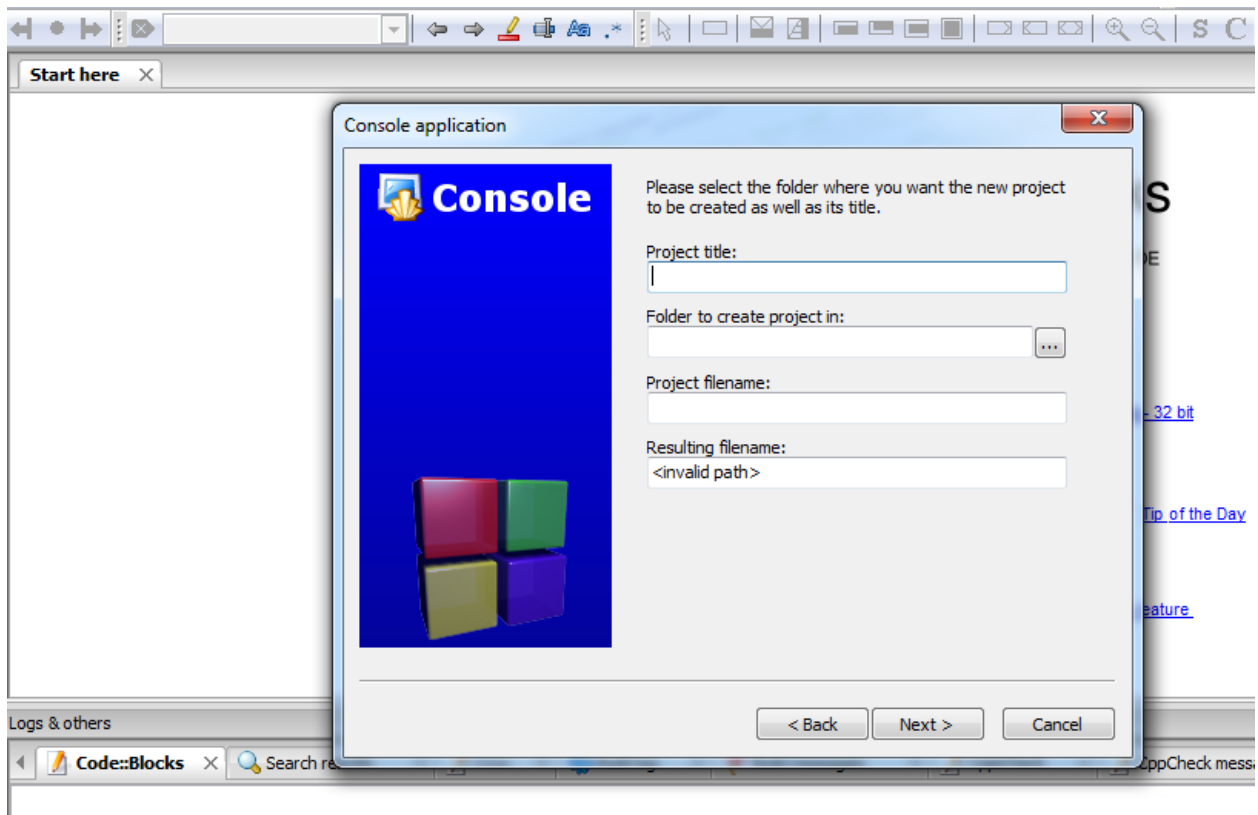 S C
Start here
Console application
Console
Please select the folder where you want the new project
to be created as well as its title.
Project title:
Folder to create project in:
...
Project filename:
Resulting filename:
<invalid path>
< Back
Next >
Cancel
S
DE
- 32 bit
Tip of the Day
eature
Logs & others
Code::Blocks
Search re
CppCheck messa